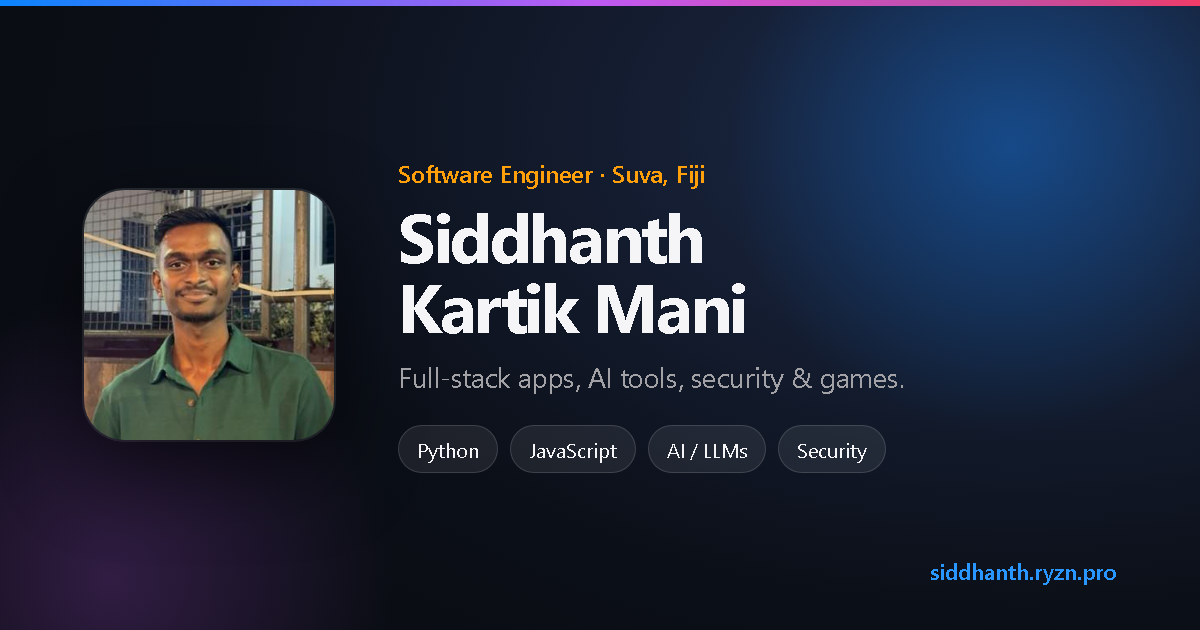 Software Engineer · Suva, Fiji
Siddhanth
Kartik Mani
Full-stack apps, AI tools, security & games.
Python JavaScript AI / LLMs Security
siddhanth.ryzn.pro